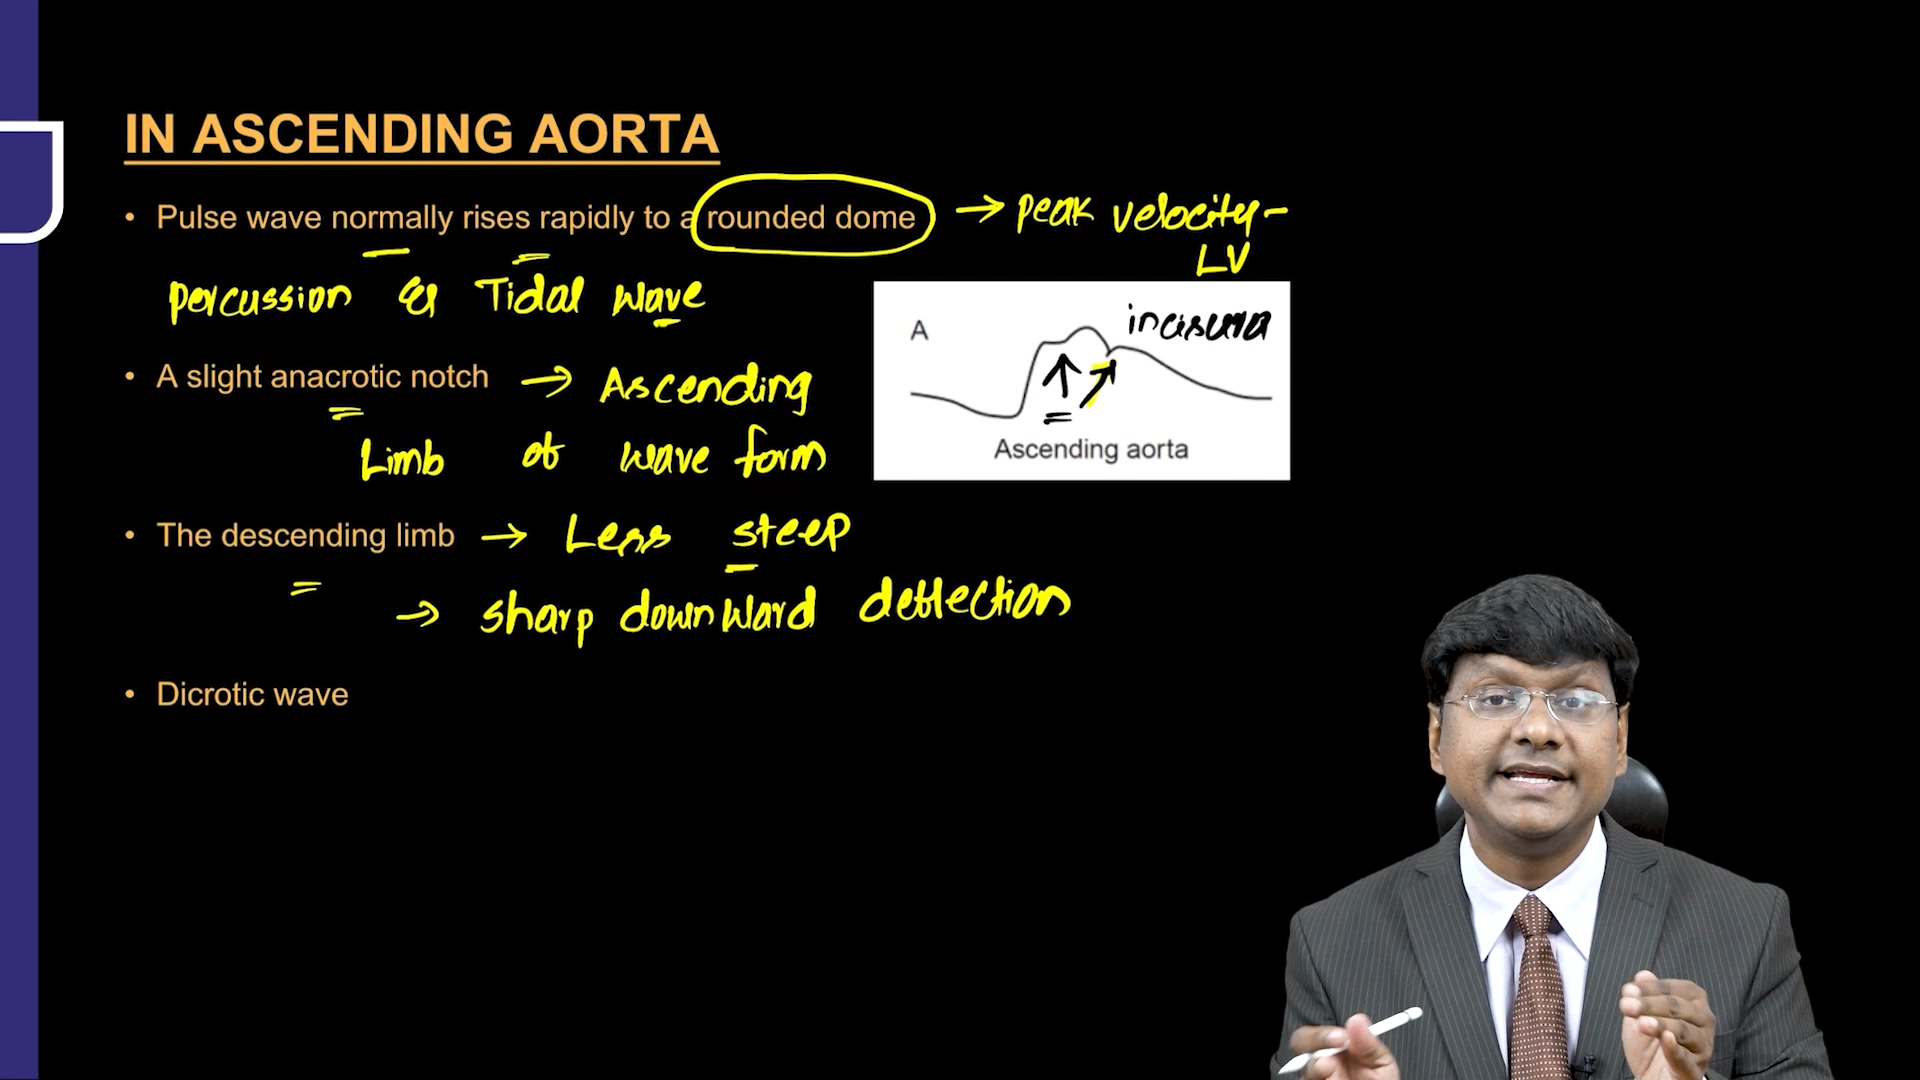 IN ASCENDING AORTA
• Pulse wave normally rises rapidly to a rounded dome → Peak velocity -
LV
percussion & Tidal wave
• A slight anacrotic notch → Ascending
Limb of wave form
A
incisura
Ascending aorta
• The descending limb → Less steep
→ sharp downward deflection
• Dicrotic wave